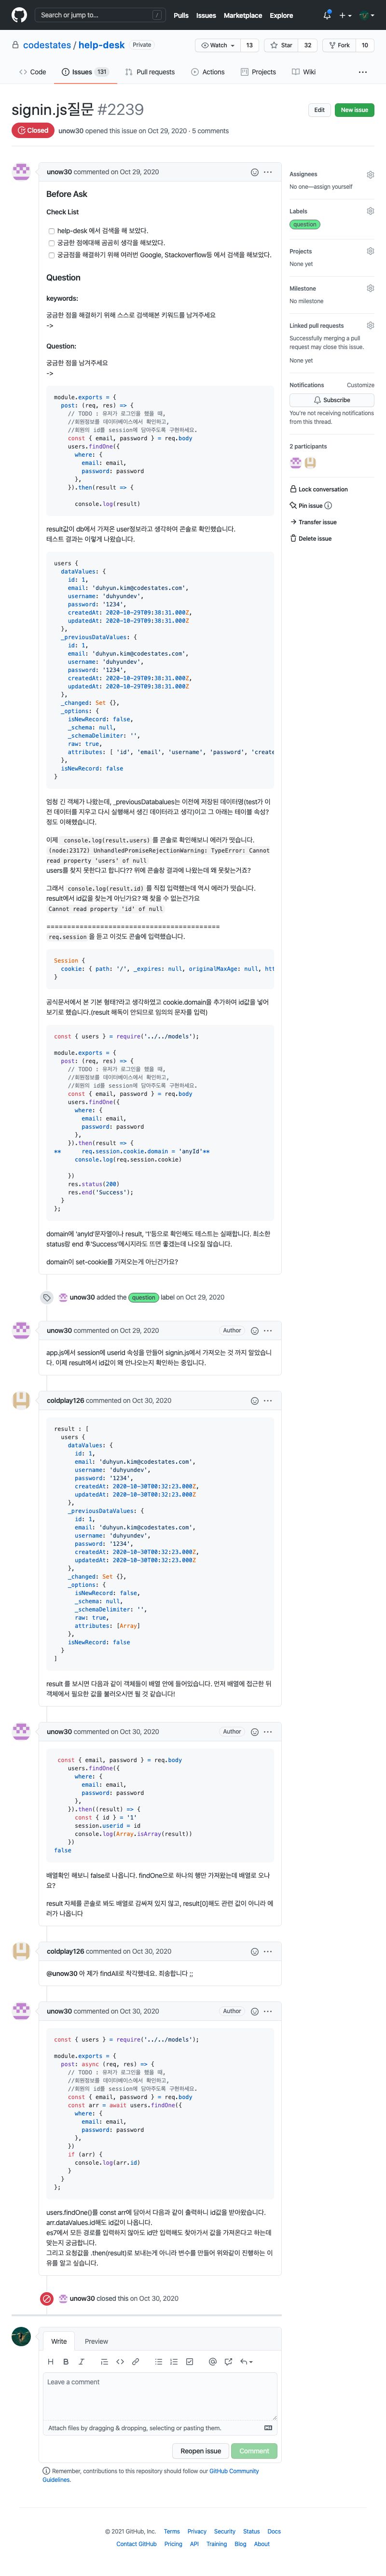 Search or jump to...
/
Pulls Issues Marketplace Explore
codestates / help-desk Private
Watch 13 Star 32 Fork 10
Code Issues 131 Pull requests Actions Projects Wiki
signin.js질문 #2239
Edit New issue
Closed unow30 opened this issue on Oct 29, 2020 · 5 comments
unow30 commented on Oct 29, 2020
Before Ask
Check List
help-desk 에서 검색을 해 보았다.
궁금한 점에대해 곰곰히 생각을 해보았다.
궁금점을 해결하기 위해 여러번 Google, Stackoverflow등 에서 검색을 해보았다.
Question
keywords:
궁금한 점을 해결하기 위해 스스로 검색해본 키워드를 남겨주세요
->
Question:
궁금한 점을 남겨주세요
->
module.exports = {
post: (req, res) => {
// TODO : 유저가 로그인을 했을 때,
//회원정보를 데이터베이스에서 확인하고,
//회원의 id를 session에 담아주도록 구현하세요.
const { email, password } = req.body
users.findOne({
where: {
email: email,
password: password
},
}).then(result => {
console.log(result)
result값이 db에서 가져온 user정보라고 생각하여 콘솔로 확인했습니다.
테스트 결과는 이렇게 나왔습니다.
users {
dataValues: {
id: 1,
email: 'duhyun.kim@codestates.com',
username: 'duhyundev',
password: '1234',
createdAt: 2020-10-29T09:38:31.000Z,
updatedAt: 2020-10-29T09:38:31.000Z
},
_previousDataValues: {
id: 1,
email: 'duhyun.kim@codestates.com',
username: 'duhyundev',
password: '1234',
createdAt: 2020-10-29T09:38:31.000Z,
updatedAt: 2020-10-29T09:38:31.000Z
},
_changed: Set {},
_options: {
isNewRecord: false,
_schema: null,
_schemaDelimiter: '',
raw: true,
attributes: [ 'id', 'email', 'username', 'password', 'create
},
isNewRecord: false
}
엄청 긴 객체가 나왔는데, _previousDatabalues는 이전에 저장된 데이터명(test가 이
전 데이터를 지우고 다시 실행해서 생긴 데이터라고 생각)이고 그 아래는 테이블 속성?
정도 이해했습니다.
이제 console.log(result.users) 를 콘솔로 확인해보니 에러가 떳습니다.
(node:23172) UnhandledPromiseRejectionWarning: TypeError: Cannot
read property 'users' of null
users를 찾지 못한다고 합니다?? 위에 콘솔창 결과에 나왔는데 왜 못찾는거죠?
그래서 console.log(result.id) 를 직접 입력했는데 역시 에러가 떳습니다.
result에서 id값을 찾는게 아닌가요? 왜 찾을 수 없는건가요
Cannot read property 'id' of null
==========================================
req.session 을 듣고 이것도 콘솔에 입력했습니다.
Session {
cookie: { path: '/', _expires: null, originalMaxAge: null, htt
}
공식문서에서 본 기본 형태?라고 생각하였고 cookie.domain을 추가하여 id값을 넣어
보기로 했습니다.(result 해독이 안되므로 임의의 문자를 입력)
const { users } = require('../../models');
module.exports = {
post: (req, res) => {
// TODO : 유저가 로그인을 했을 때,
//회원정보를 데이터베이스에서 확인하고,
//회원의 id를 session에 담아주도록 구현하세요.
const { email, password } = req.body
users.findOne({
where: {
email: email,
password: password
},
}).then(result => {
** req.session.cookie.domain = 'anyId'**
console.log(req.session.cookie)
})
res.status(200)
res.end('Success');
}
};
domain에 'anyId'문자열이나 result, '1'등으로 확인해도 테스트는 실패합니다. 최소한
status랑 end 후'Success'메시지라도 뜨면 좋겠는데 나오질 않습니다.
domain이 set-cookie를 가져오는게 아닌건가요?
unow30 added the question label on Oct 29, 2020
unow30 commented on Oct 29, 2020 Author
app.js에서 session에 userid 속성을 만들어 signin.js에서 가져오는 것 까지 알았습니
다. 이제 result에서 id값이 왜 안나오는지 확인하는 중입니다.
coldplay126 commented on Oct 30, 2020
result : [
users {
dataValues: {
id: 1,
email: 'duhyun.kim@codestates.com',
username: 'duhyundev',
password: '1234',
createdAt: 2020-10-30T00:32:23.000Z,
updatedAt: 2020-10-30T00:32:23.000Z
},
_previousDataValues: {
id: 1,
email: 'duhyun.kim@codestates.com',
username: 'duhyundev',
password: '1234',
createdAt: 2020-10-30T00:32:23.000Z,
updatedAt: 2020-10-30T00:32:23.000Z
},
_changed: Set {},
_options: {
isNewRecord: false,
_schema: null,
_schemaDelimiter: '',
raw: true,
attributes: [Array]
},
isNewRecord: false
}
]
result 를 보시면 다음과 같이 객체들이 배열 안에 들어있습니다. 먼저 배열에 접근한 뒤
객체에서 필요한 값을 불러오시면 될 것 같습니다!
unow30 commented on Oct 30, 2020 Author
const { email, password } = req.body
users.findOne({
where: {
email: email,
password: password
},
}).then((result) => {
const { id } = '1'
session.userid = id
console.log(Array.isArray(result))
})
false
배열확인 해보니 false로 나옵니다. findOne으로 하나의 행만 가져왔는데 배열로 오나
요?
result 자체를 콘솔로 봐도 배열로 감싸져 있지 않고, result[0]해도 관련 값이 아니라 에
러가 나옵니다
coldplay126 commented on Oct 30, 2020
@unow30 아 제가 findAll로 착각했네요. 죄송합니다 ;;
unow30 commented on Oct 30, 2020 Author
const { users } = require('../../models');
module.exports = {
post: async (req, res) => {
// TODO : 유저가 로그인을 했을 때,
//회원정보를 데이터베이스에서 확인하고,
//회원의 id를 session에 담아주도록 구현하세요.
const { email, password } = req.body
const arr = await users.findOne({
where: {
email: email,
password: password
},
})
if (arr) {
console.log(arr.id)
}
}
};
users.findOne()를 const arr에 담아서 다음과 같이 출력하니 id값을 받아왔습니다.
arr.dataValues.id해도 id값이 나옵니다.
es7에서 모든 경로를 입력하지 않아도 id만 입력해도 찾아가서 값을 가져온다고 하는데
맞는지 궁금합니다.
그리고 요청값을 .then(result)로 보내는게 아니라 변수를 만들어 위와같이 진행하는 이
유를 알고 싶습니다.
unow30 closed this on Oct 30, 2020
Write Preview
Leave a comment
Attach files by dragging & dropping, selecting or pasting them.
Reopen issue Comment
Remember, contributions to this repository should follow our GitHub Community
Guidelines.
Assignees
No one—assign yourself
Labels
question
Projects
None yet
Milestone
No milestone
Linked pull requests
Successfully merging a pull
request may close this issue.
None yet
Notifications Customize
Subscribe
You're not receiving notifications
from this thread.
2 participants
Lock conversation
Pin issue
Transfer issue
Delete issue
© 2021 GitHub, Inc. Terms Privacy Security Status Docs
Contact GitHub Pricing API Training Blog About